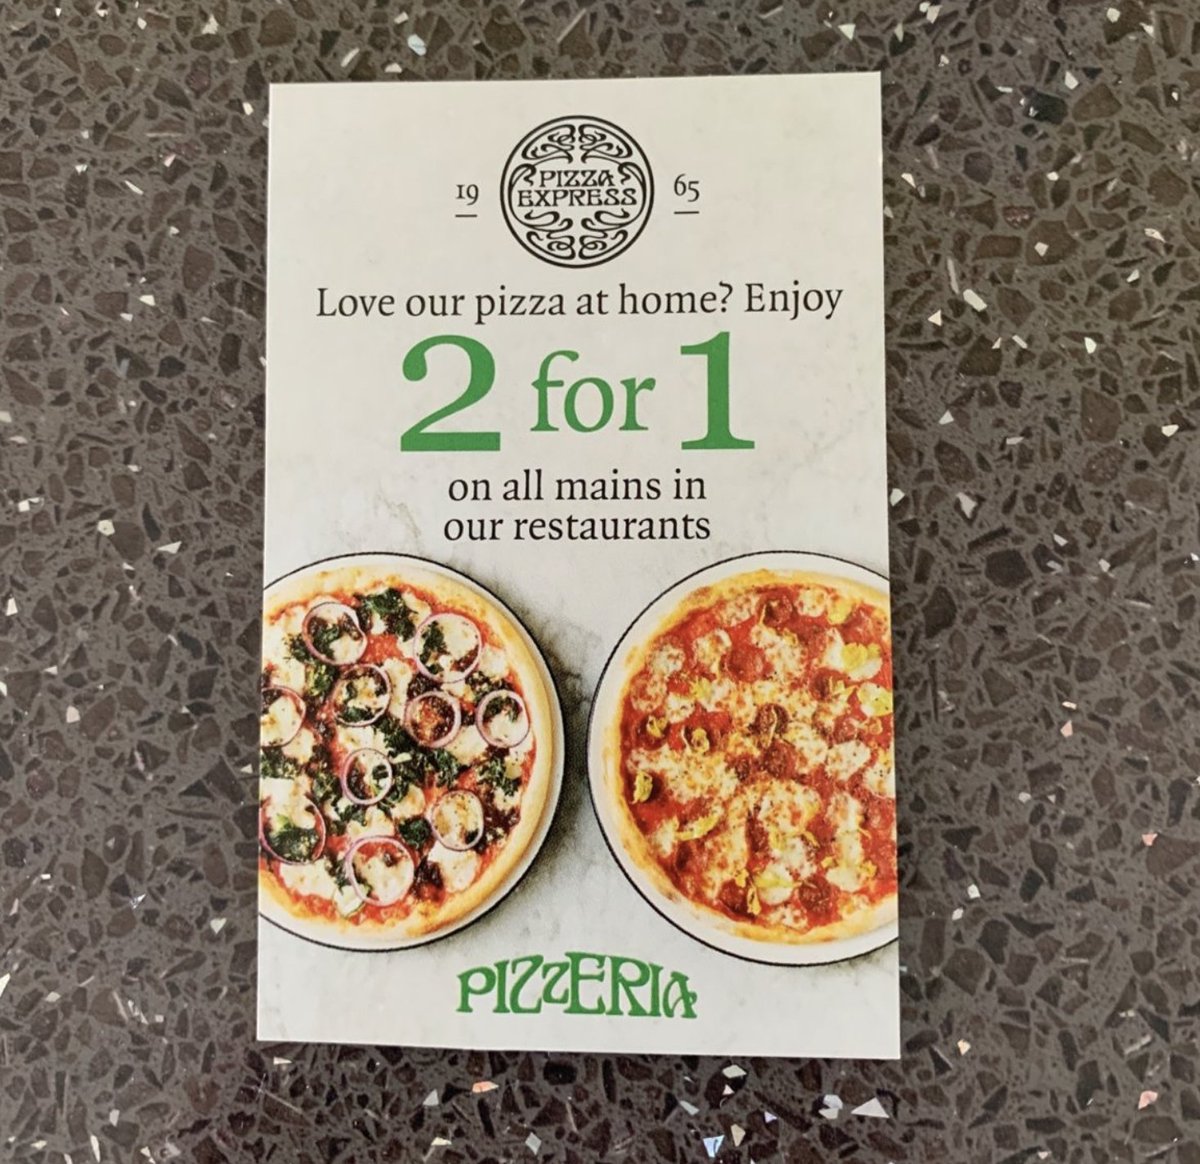 19 PIZZA 65
EXPRESS
Love our pizza at home? Enjoy
2 for 1
on all mains in
our restaurants
PIZZERIA